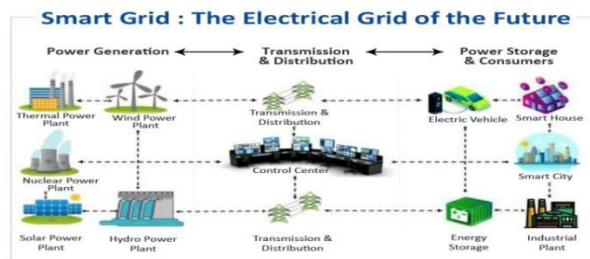 Smart Grid : The Electrical Grid of the Future
Power Generation
Transmission
& Distribution
Power Storage
& Consumers
Thermal Power
Plant
Wind Power
Plant
Transmission &
Distribution
Electric Vehicle
Smart House
Nuclear Power
Plant
Control Center
Smart City
Solar Power
Plant
Hydro Power
Plant
Transmission &
Distribution
Energy
Storage
Industrial
Plant